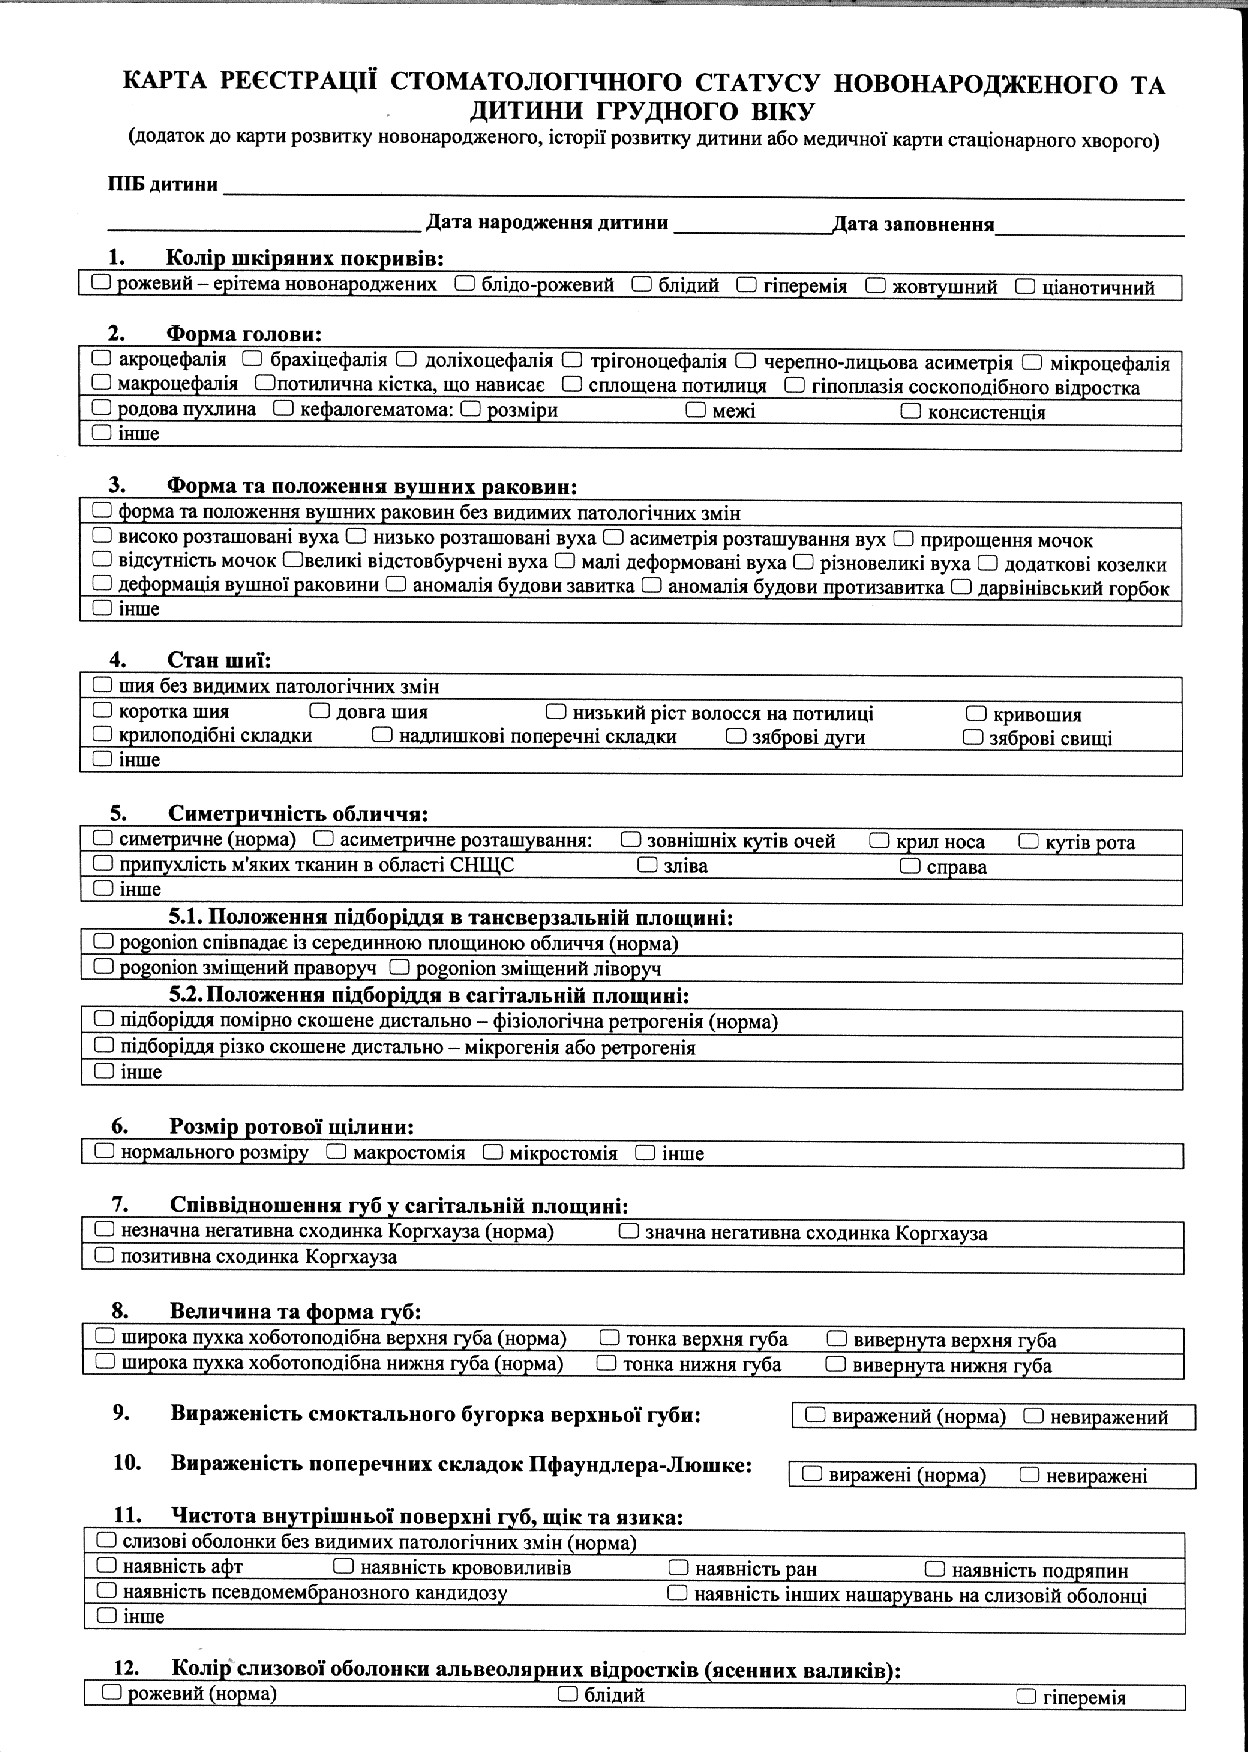 КАРТА РЕЄСТРАЦІЇ СТОМАТОЛОГІЧНОГО СТАТУСУ НОВОНАРОДЖЕНОГО ТА
ДИТИНИ ГРУДНОГО ВІКУ
(додаток до карти розвитку новонародженого, історії розвитку дитини або медичної карти стаціонарного хворого)
ПІБ дитини
Дата народження дитини Дата заповнення
1. Колір шкіряних покривів:
рожевий – ерітема новонароджених блідо-рожевий блідий гіперемія жовтушний ціанотичний
2. Форма голови:
акроцефалія брахіцефалія доліхоцефалія трігоноцефалія черепно-лицьова асиметрія мікроцефалія
макроцефалія потилична кістка, що нависає сплощена потилиця гіпоплазія соскоподібного відростка
родова пухлина кефалогематома: розміри межі консистенція
інше
3. Форма та положення вушних раковин:
форма та положення вушних раковин без видимих патологічних змін
високо розташовані вуха низько розташовані вуха асиметрія розташування вух прирощення мочок
відсутність мочок великі відстовбурчені вуха малі деформовані вуха різновеликі вуха додаткові козелки
деформація вушної раковини аномалія будови завитка аномалія будови протизавитка дарвінівський горбок
інше
4. Стан шиї:
шия без видимих патологічних змін
коротка шия довга шия низький ріст волосся на потилиці кривошия
крилоподібні складки надлишкові поперечні складки зяброві дуги зяброві свищі
інше
5. Симетричність обличчя:
симетричне (норма) асиметричне розташування: зовнішніх кутів очей крил носа кутів рота
припухлість м'яких тканин в області СНЩС зліва справа
інше
5.1. Положення підборіддя в тансверзальній площині:
pogonion співпадає із серединною площиною обличчя (норма)
pogonion зміщений праворуч pogonion зміщений ліворуч
5.2. Положення підборіддя в сагітальній площині:
підборіддя помірно скошене дистально – фізіологічна ретрогенія (норма)
підборіддя різко скошене дистально – мікрогенія або ретрогенія
інше
6. Розмір ротової щілини:
нормального розміру макростомія мікростомія інше
7. Співвідношення губ у сагітальній площині:
незначна негативна сходинка Коргхауза (норма) значна негативна сходинка Коргхауза
позитивна сходинка Коргхауза
8. Величина та форма губ:
широка пухка хоботоподібна верхня губа (норма) тонка верхня губа вивернута верхня губа
широка пухка хоботоподібна нижня губа (норма) тонка нижня губа вивернута нижня губа
9. Вираженість смоктального бугорка верхньої губи: виражений (норма) невиражений
10. Вираженість поперечних складок Пфаундлера-Люшке: виражені (норма) невиражені
11. Чистота внутрішньої поверхні губ, щік та язика:
слизові оболонки без видимих патологічних змін (норма)
наявність афт наявність крововиливів наявність ран наявність подряпин
наявність псевдомембранозного кандидозу наявність інших нашарувань на слизовій оболонці
інше
12. Колір слизової оболонки альвеолярних відростків (ясенних валиків):
рожевий (норма) блідий гіперемія